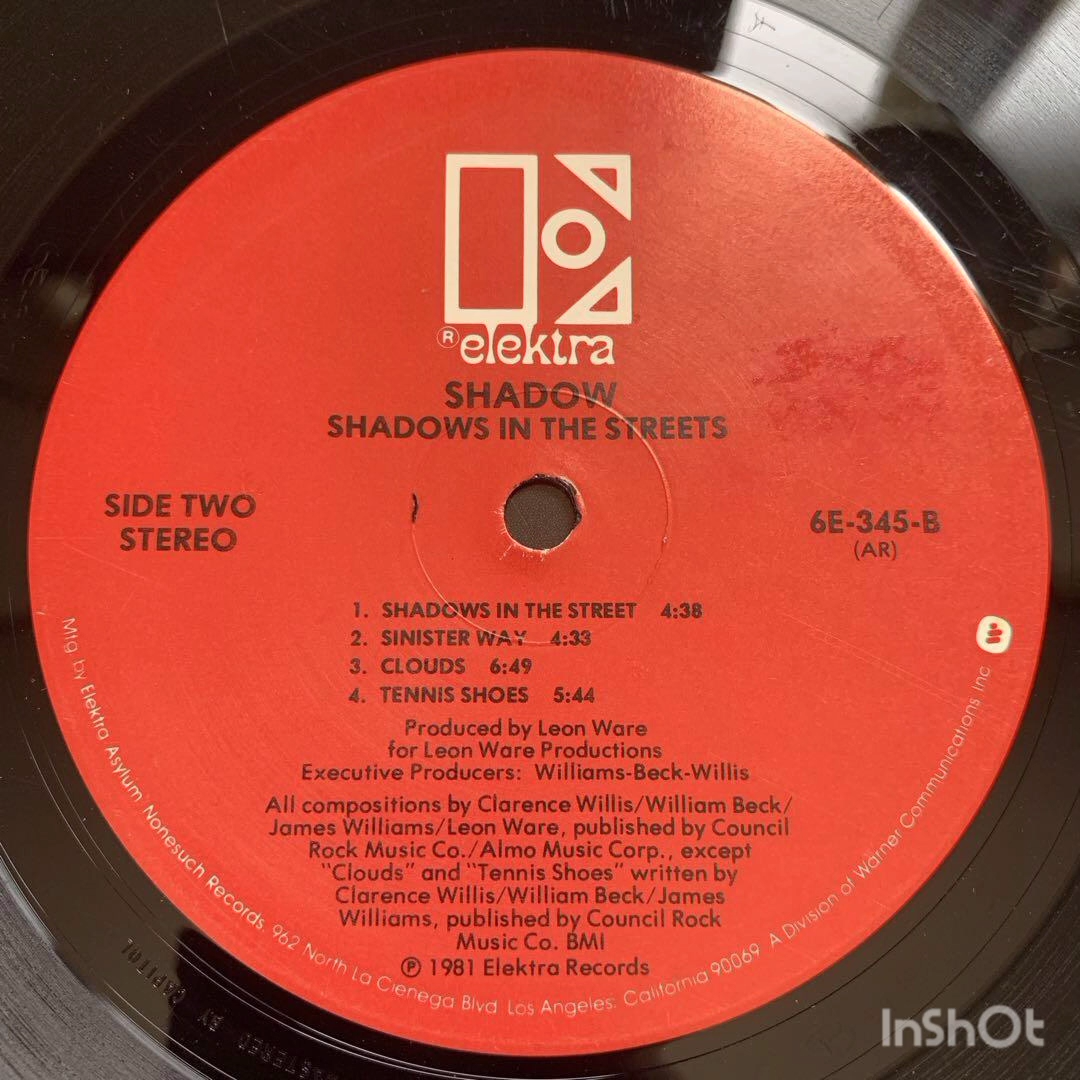 ® elektra
SHADOW
SHADOWS IN THE STREETS
SIDE TWO
STEREO
6E-345-B
(AR)
1. SHADOWS IN THE STREET 4:38
2. SINISTER WAY 4:33
3. CLOUDS 6:49
4. TENNIS SHOES 5:44
Produced by Leon Ware
for Leon Ware Productions
Executive Producers: Williams-Beck-Willis
All compositions by Clarence Willis/William Beck/
James Williams/Leon Ware, published by Council
Rock Music Co./Almo Music Corp., except
"Clouds" and "Tennis Shoes" written by
Clarence Willis/William Beck/James
Williams, published by Council Rock
Music Co. BMI
℗ 1981 Elektra Records
Mfg. by Elektra Asylum Nonesuch Records 962 North La Cienega Blvd. Los Angeles. California 90069 A Division of Warner Communications Inc
BY CAPITOL
InShOt